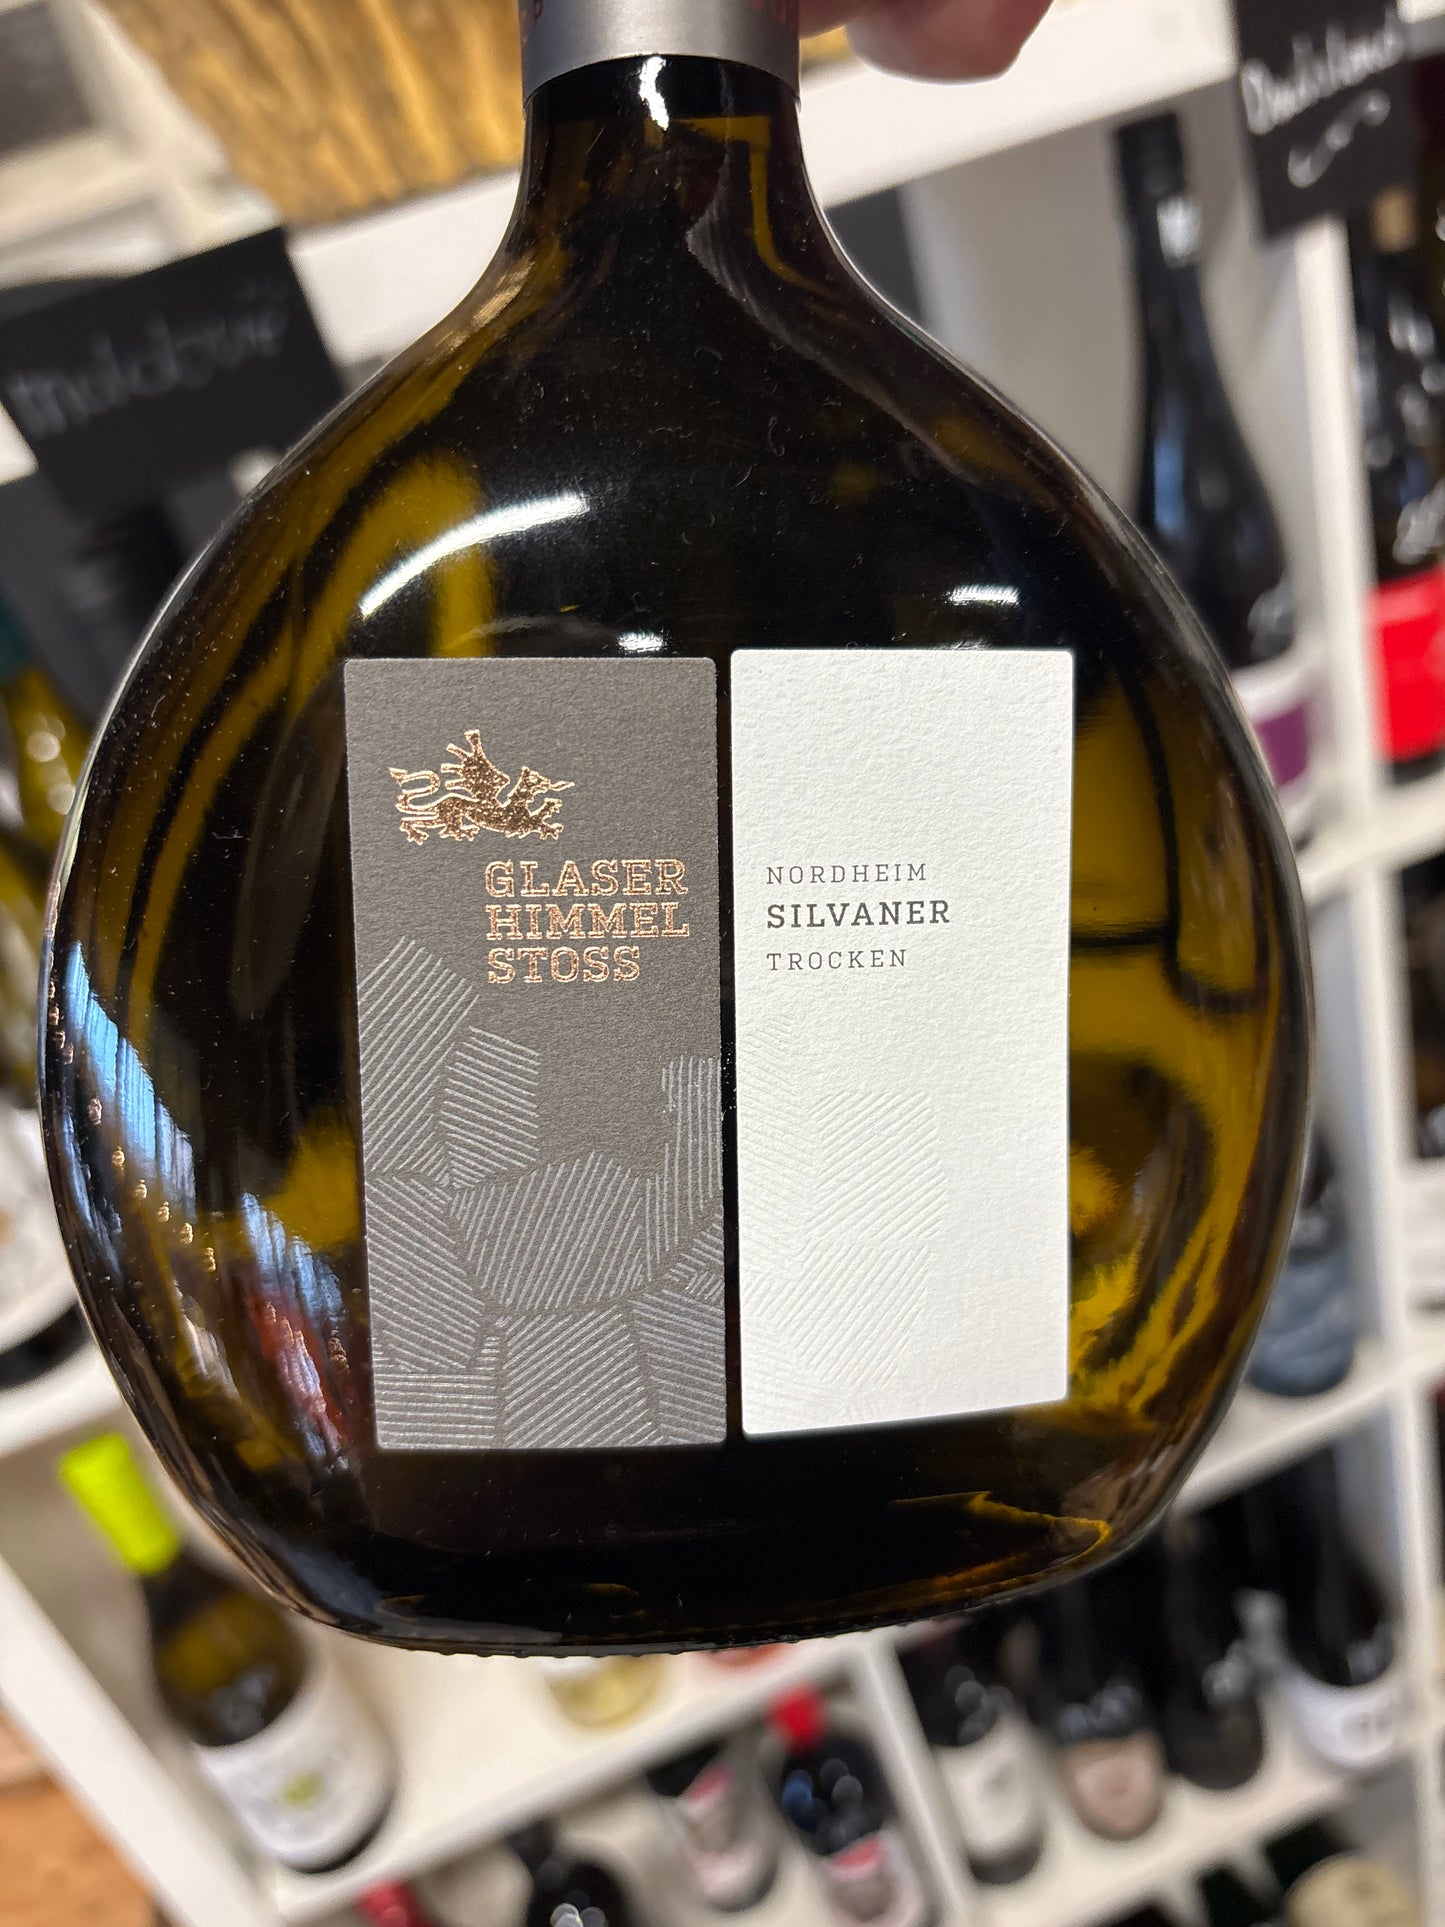 GLASER
HIMMEL
STOSS
NORDHEIM
SILVANER
TROCKEN